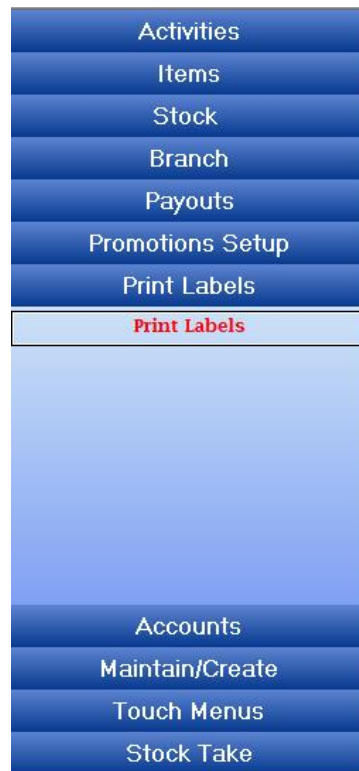 Activities
Items
Stock
Branch
Payouts
Promotions Setup
Print Labels
Print Labels
Accounts
Maintain/Create
Touch Menus
Stock Take